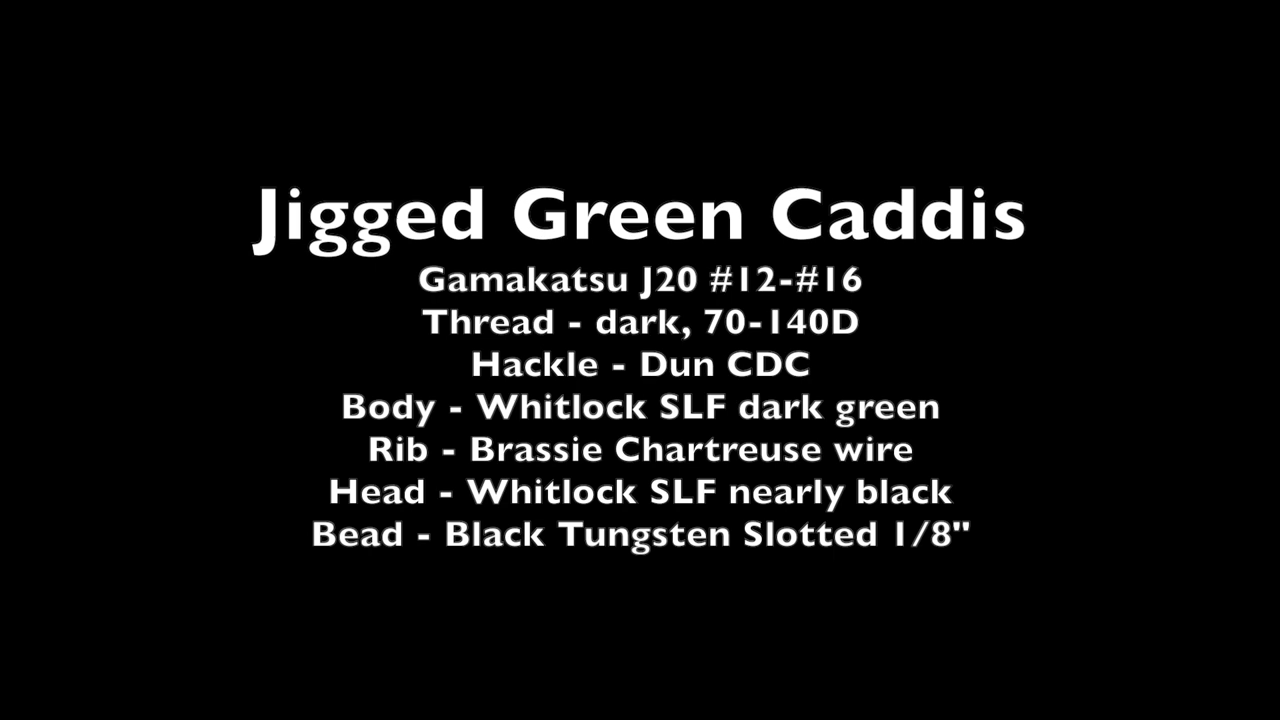 Jigged Green Caddis
Gamakatsu J20 #12-#16
Thread - dark, 70-140D
Hackle - Dun CDC
Body - Whitlock SLF dark green
Rib - Brassie Chartreuse wire
Head - Whitlock SLF nearly black
Bead - Black Tungsten Slotted 1/8"